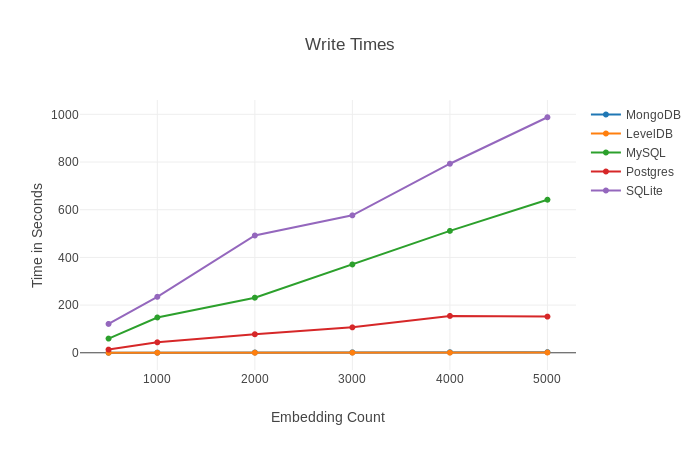 Write Times
1000
800
600
400
200
0
Time in Seconds
1000
2000
3000
4000
5000
Embedding Count
MongoDB
LevelDB
MySQL
Postgres
SQLite